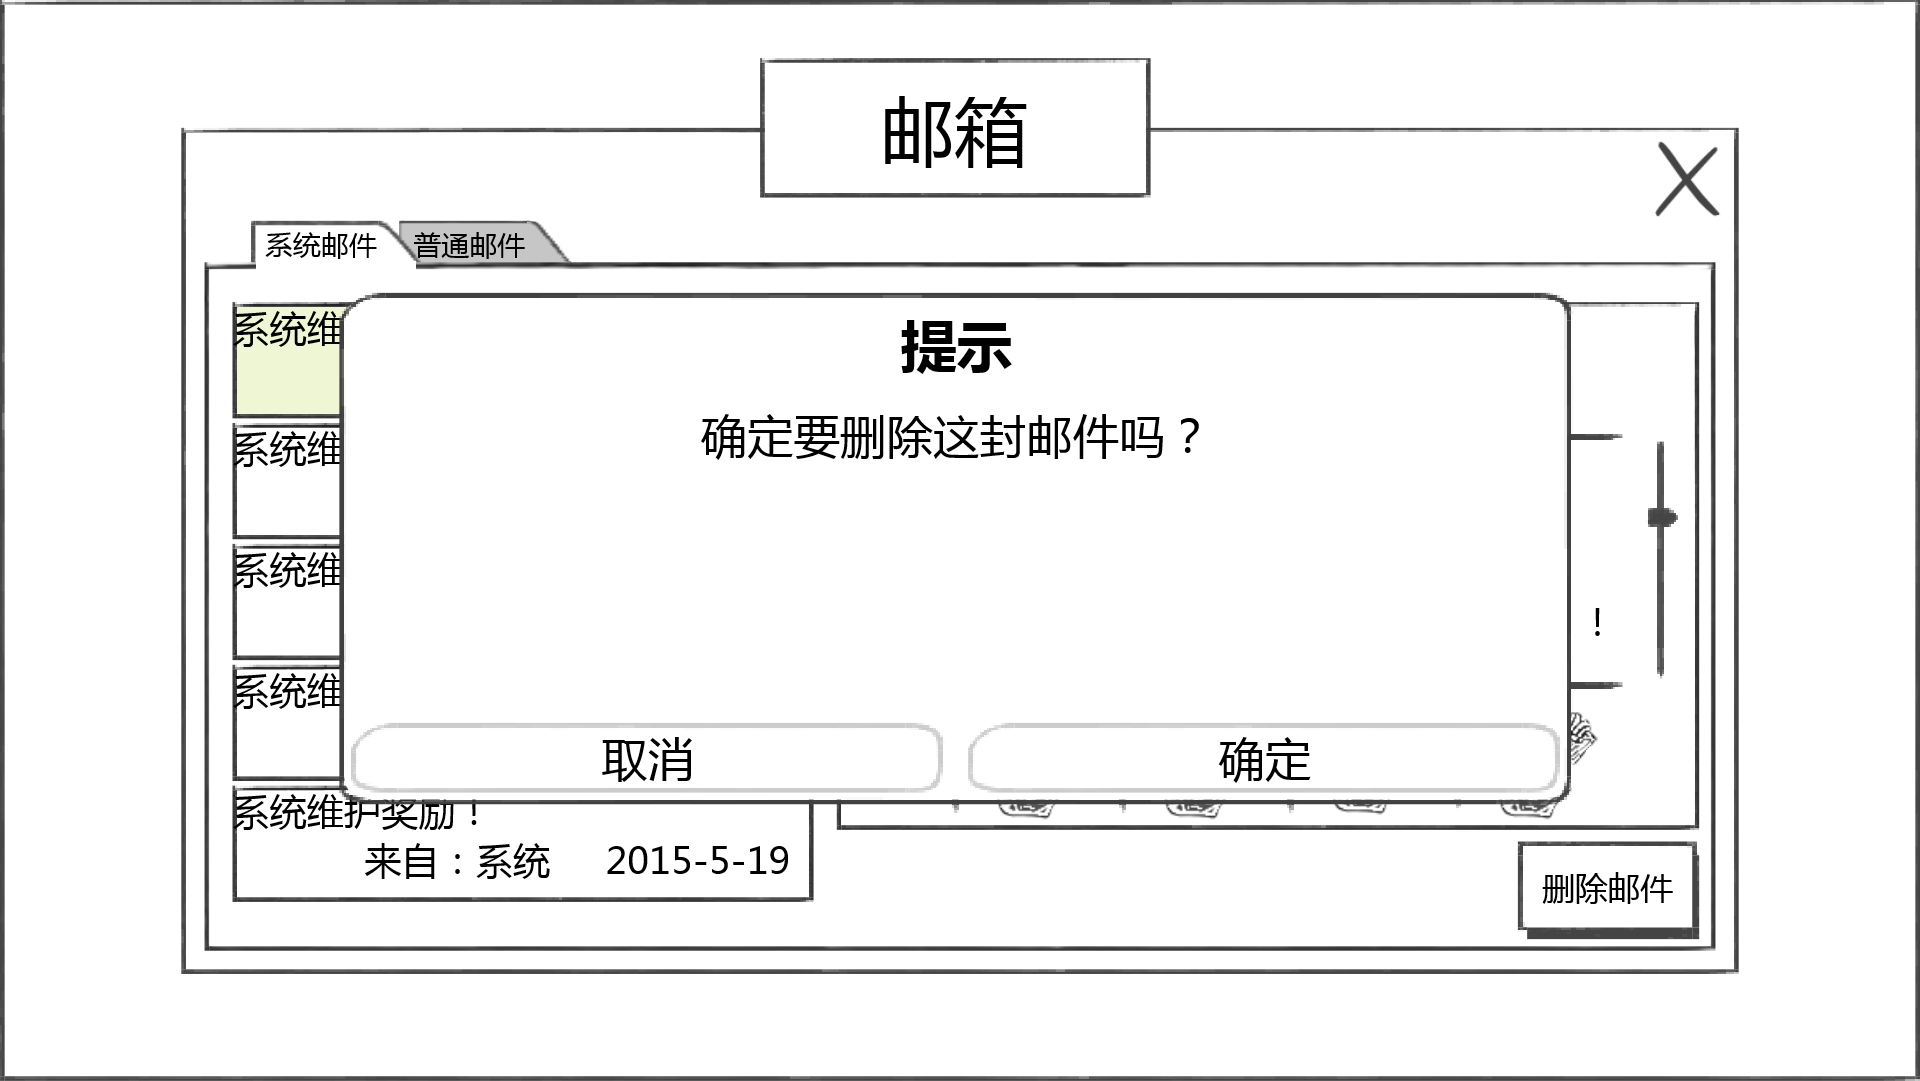 邮箱
系统邮件 普通邮件
系统维
提示
确定要删除这封邮件吗？
系统维
系统维
！
系统维
取消 确定
系统维护奖励！
来自：系统 2015-5-19
删除邮件